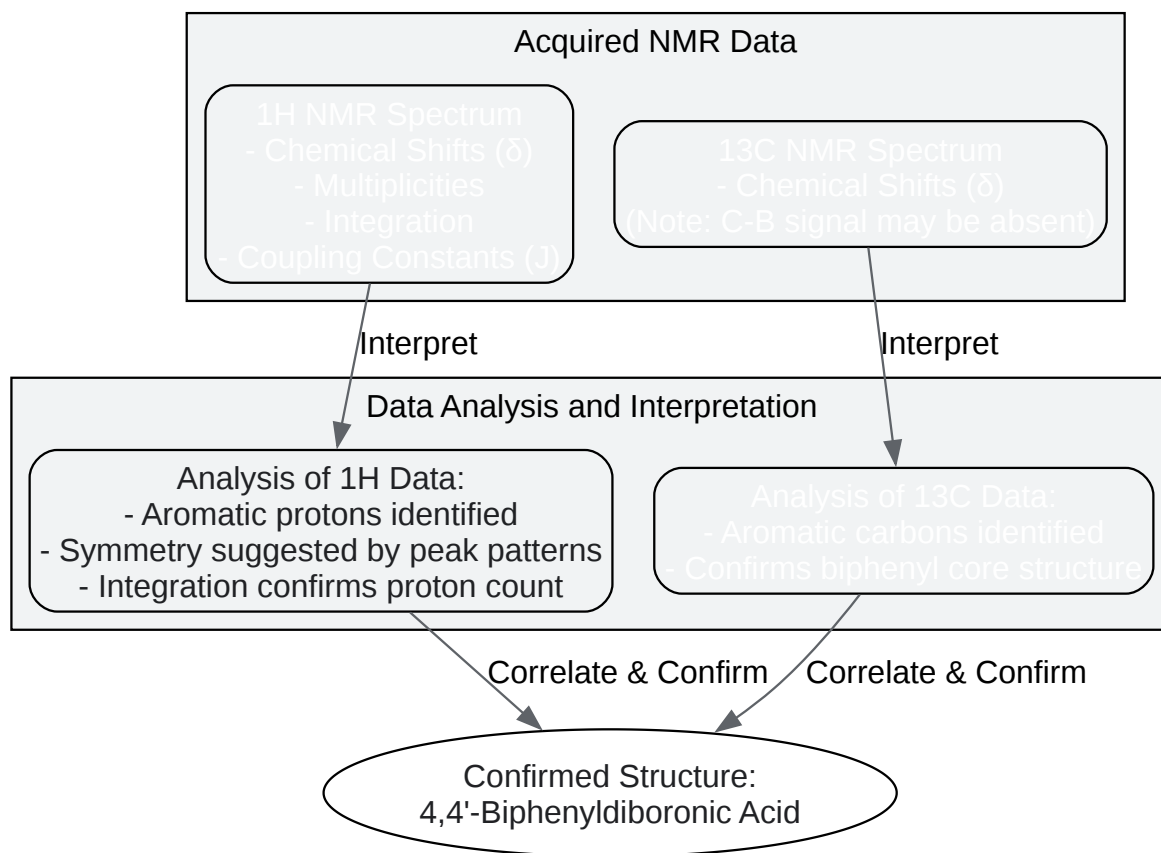 Acquired NMR Data
1H NMR Spectrum
- Chemical Shifts (δ)
- Multiplicities
- Integration
- Coupling Constants (J)
13C NMR Spectrum
- Chemical Shifts (δ)
(Note: C-B signal may be absent)
Interpret
Interpret
Data Analysis and Interpretation
Analysis of 1H Data:
- Aromatic protons identified
- Symmetry suggested by peak patterns
- Integration confirms proton count
Analysis of 13C Data:
- Aromatic carbons identified
- Confirms biphenyl core structure
Correlate & Confirm
Correlate & Confirm
Confirmed Structure:
4,4'-Biphenyldiboronic Acid